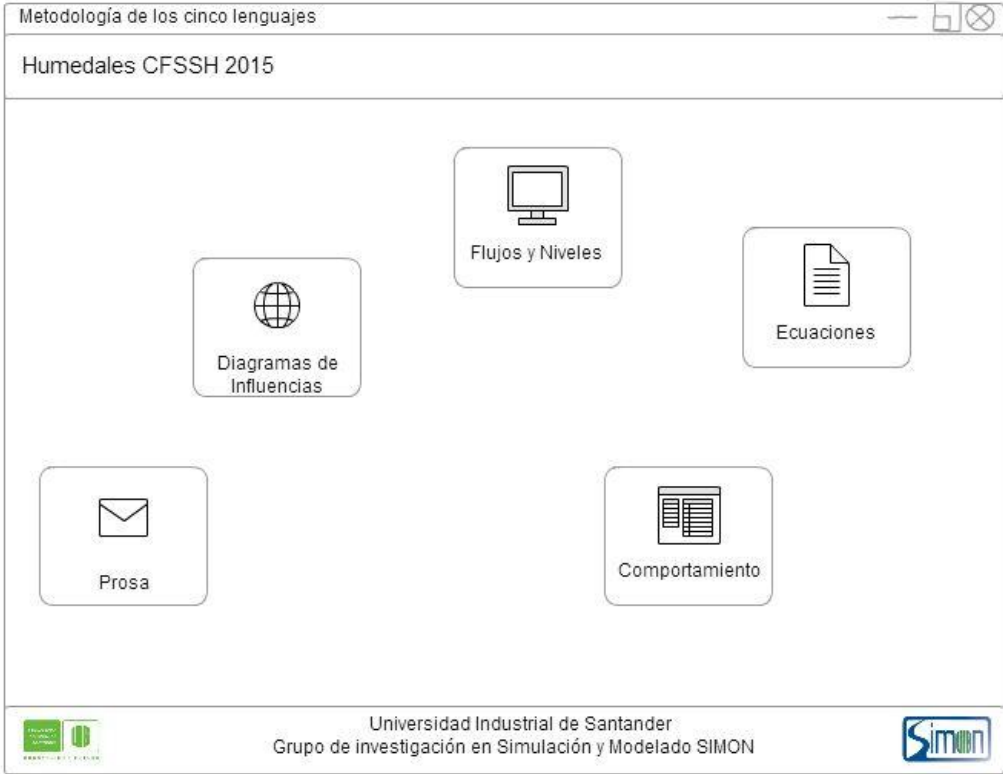 Metodología de los cinco lenguajes
Humedales CFSSH 2015
Flujos y Niveles
Ecuaciones
Diagramas de
Influencias
Prosa
Comportamiento
Universidad Industrial de Santander
Grupo de investigación en Simulación y Modelado SIMON
Simon